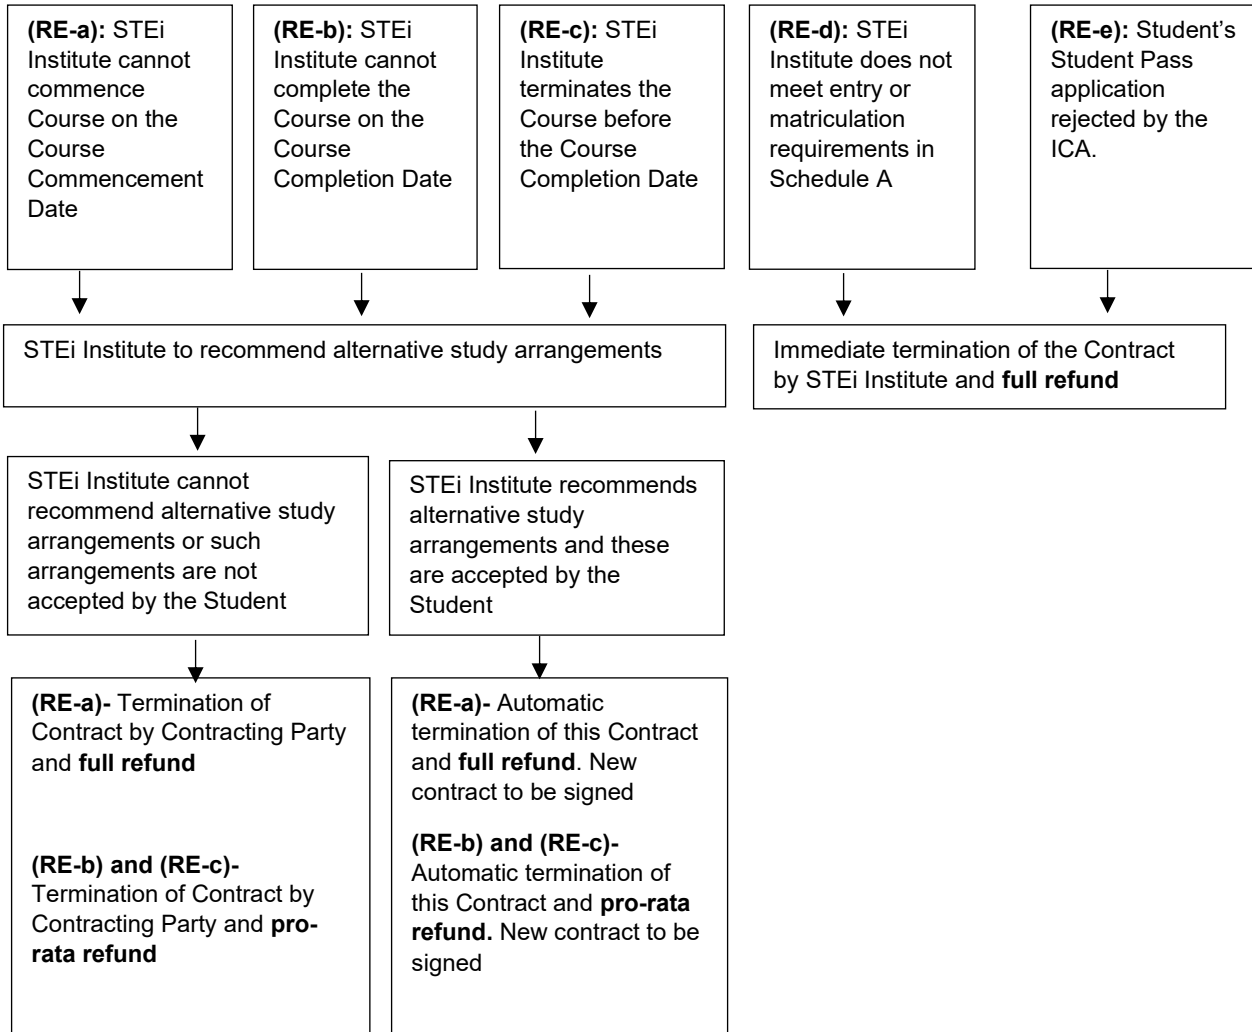 (RE-a): STEi
Institute cannot
commence
Course on the
Course
Commencement
Date
(RE-b): STEi
Institute cannot
complete the
Course on the
Course
Completion Date
(RE-c): STEi
Institute
terminates the
Course before
the Course
Completion Date
(RE-d): STEi
Institute does not
meet entry or
matriculation
requirements in
Schedule A
(RE-e): Student’s
Student Pass
application
rejected by the
ICA.
STEi Institute to recommend alternative study arrangements
Immediate termination of the Contract
by STEi Institute and full refund
STEi Institute cannot
recommend alternative study
arrangements or such
arrangements are not
accepted by the Student
STEi Institute recommends
alternative study
arrangements and these
are accepted by the
Student
(RE-a)- Termination of
Contract by Contracting Party
and full refund
(RE-b) and (RE-c)-
Termination of Contract by
Contracting Party and pro-
rata refund
(RE-a)- Automatic
termination of this Contract
and full refund. New
contract to be signed
(RE-b) and (RE-c)-
Automatic termination of
this Contract and pro-rata
refund. New contract to be
signed